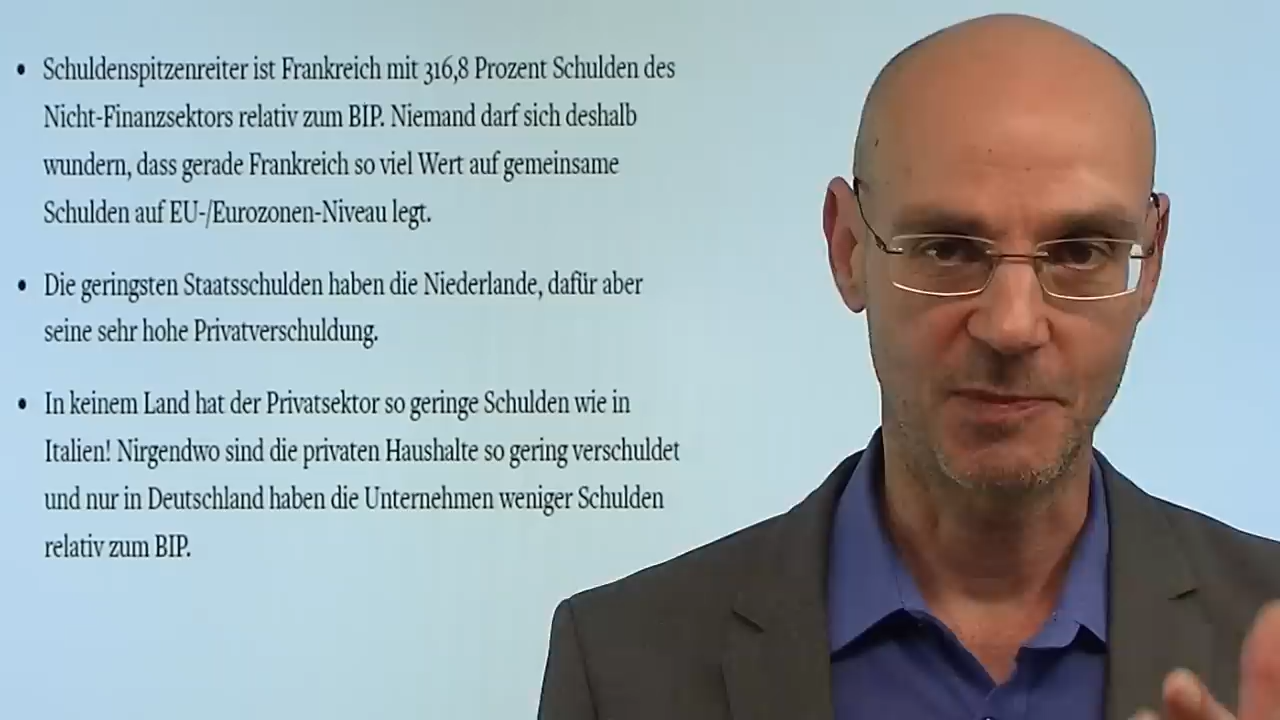 • Schuldenspitzenreiter ist Frankreich mit 316,8 Prozent Schulden des
Nicht-Finanzsektors relativ zum BIP. Niemand darf sich deshalb
wundern, dass gerade Frankreich so viel Wert auf gemeinsame
Schulden auf EU-/Eurozonen-Niveau legt.
• Die geringsten Staatsschulden haben die Niederlande, dafür aber
seine sehr hohe Privatverschuldung.
• In keinem Land hat der Privatsektor so geringe Schulden wie in
Italien! Nirgendwo sind die privaten Haushalte so gering verschuldet
und nur in Deutschland haben die Unternehmen weniger Schulden
relativ zum BIP.